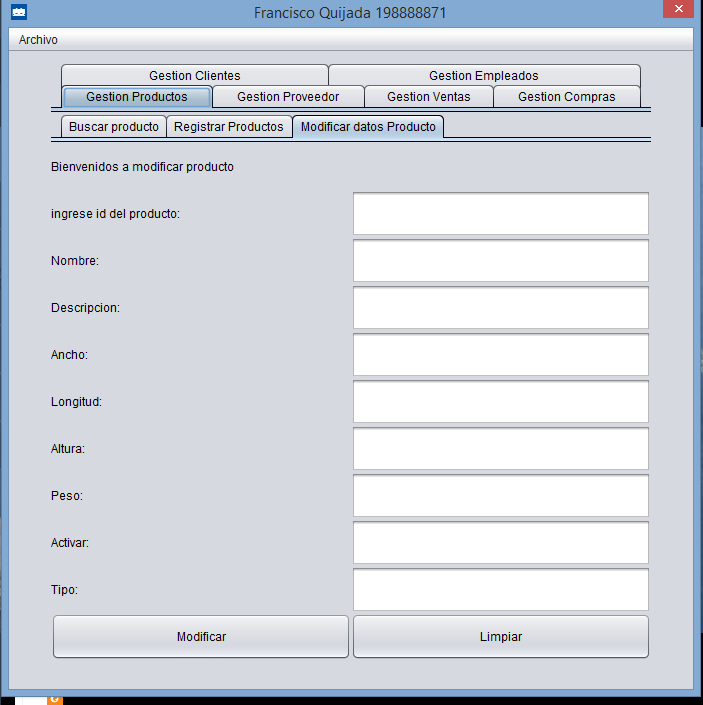 Francisco Quijada 198888871
Archivo
Gestion Clientes Gestion Empleados
Gestion Productos Gestion Proveedor Gestion Ventas Gestion Compras
Buscar producto Registrar Productos Modificar datos Producto
Bienvenidos a modificar producto
ingrese id del producto:
Nombre:
Descripcion:
Ancho:
Longitud:
Altura:
Peso:
Activar:
Tipo:
Modificar Limpiar